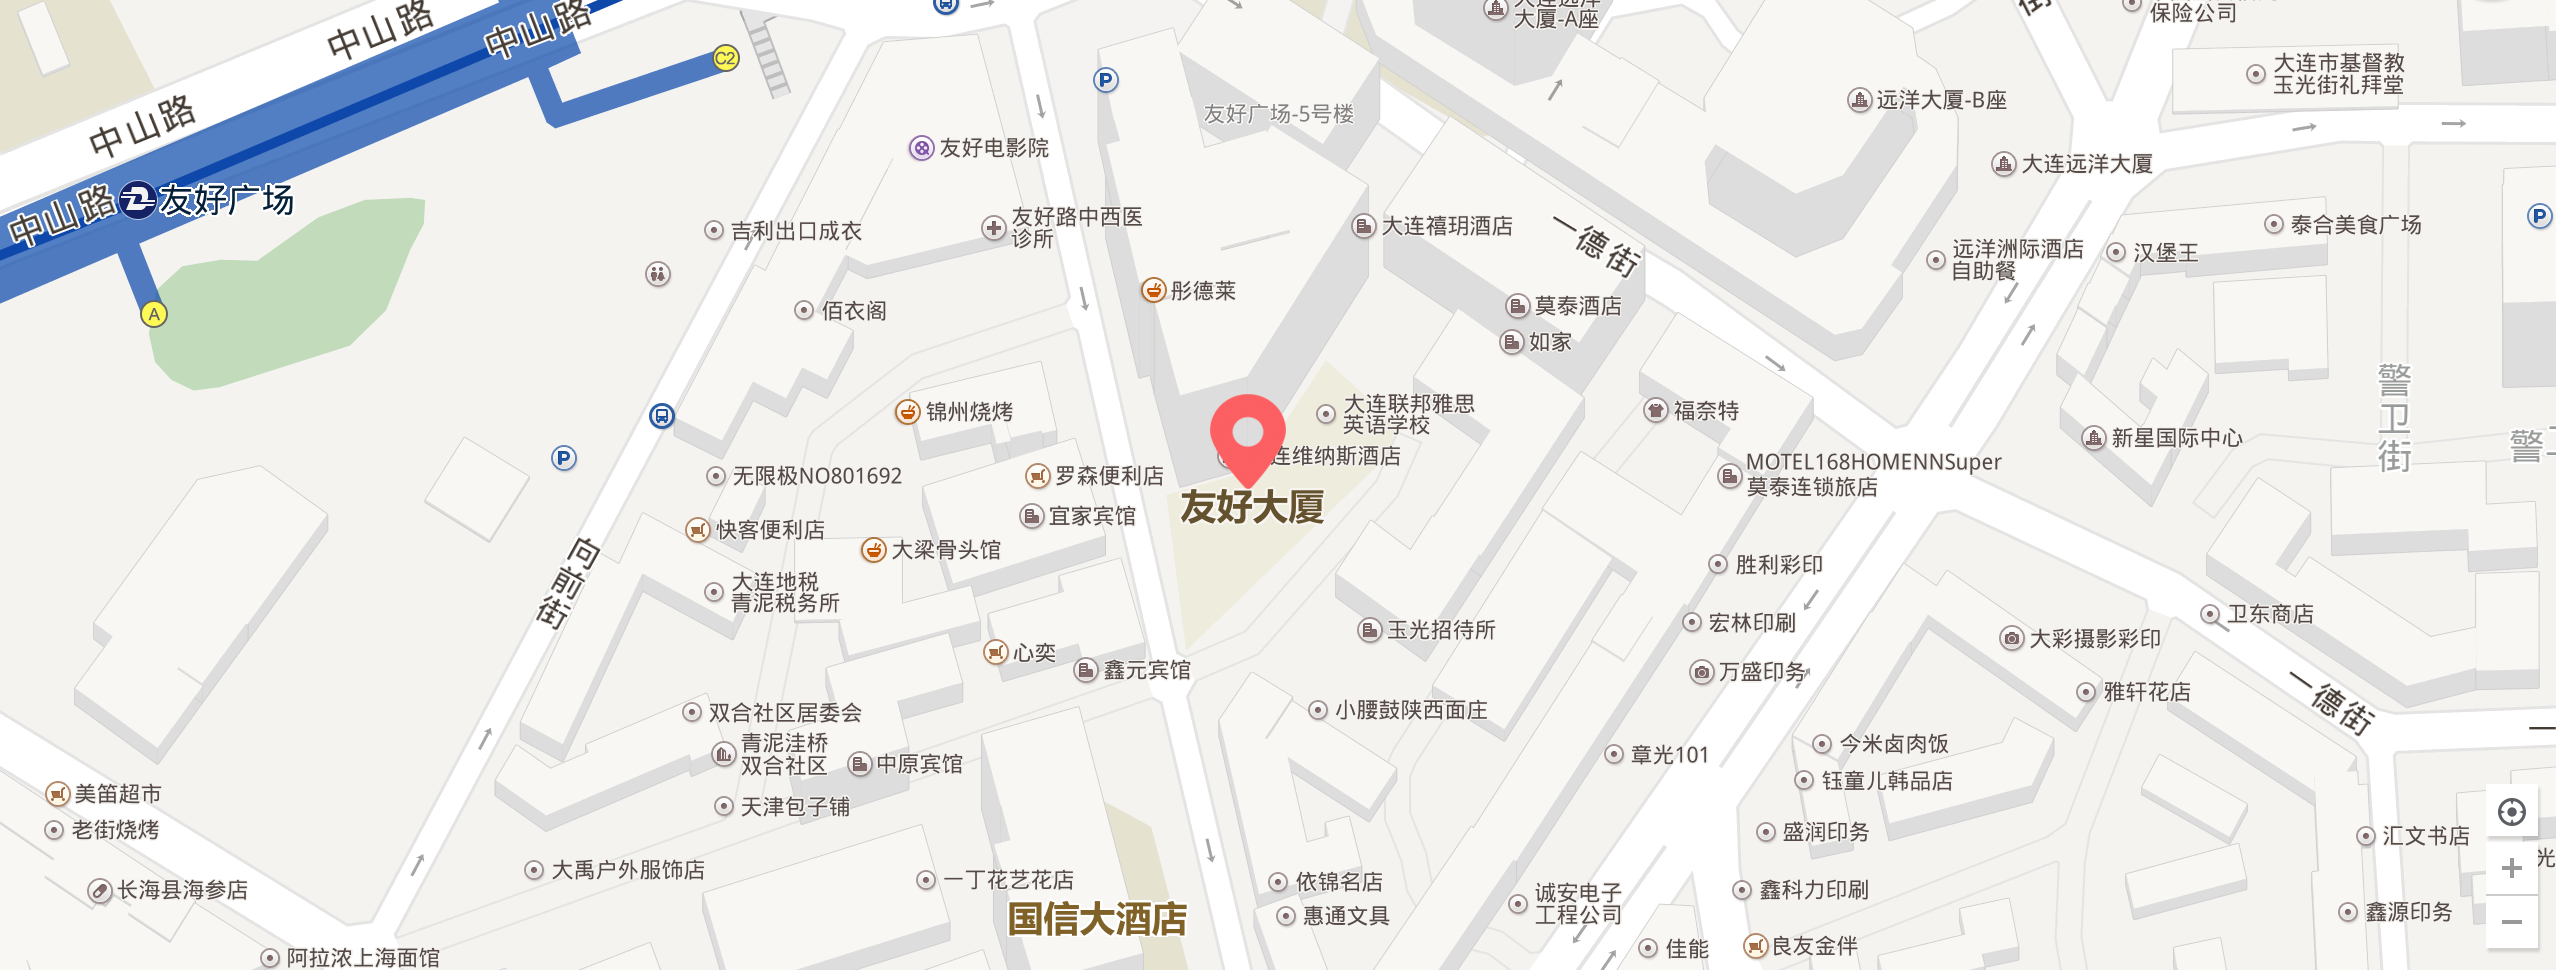 中山路
中山路
中山路
中山路
C2
友好广场
A
大厦-A座
保险公司
大连市基督教
玉光街礼拜堂
友好广场-5号楼
远洋大厦-B座
友好电影院
大连远洋大厦
吉利出口成衣
友好路中西医
诊所
大连禧玥酒店
一德街
远洋洲际酒店
自助餐
汉堡王
泰合美食广场
佰衣阁
彤德莱
莫泰酒店
如家
锦州烧烤
大连联邦雅思
英语学校
福奈特
新星国际中心
警卫街
警
连维纳斯酒店
无限极NO801692
罗森便利店
MOTEL168HOMENNSuper
莫泰连锁旅店
友好大厦
宜家宾馆
快客便利店
大梁骨头馆
向前街
胜利彩印
大连地税
青泥税务所
宏林印刷
卫东商店
玉光招待所
大彩摄影彩印
心奕
鑫元宾馆
万盛印务
雅轩花店
一德街
双合社区居委会
小腰鼓陕西面庄
青泥洼桥
双合社区
中原宾馆
章光101
今米卤肉饭
钰童儿韩品店
美笛超市
天津包子铺
老街烧烤
盛润印务
汇文书店
光
大禹户外服饰店
一丁花艺花店
依锦名店
长海县海参店
诚安电子
工程公司
鑫科力印刷
国信大酒店
惠通文具
鑫源印务
阿拉浓上海面馆
佳能
良友金伴